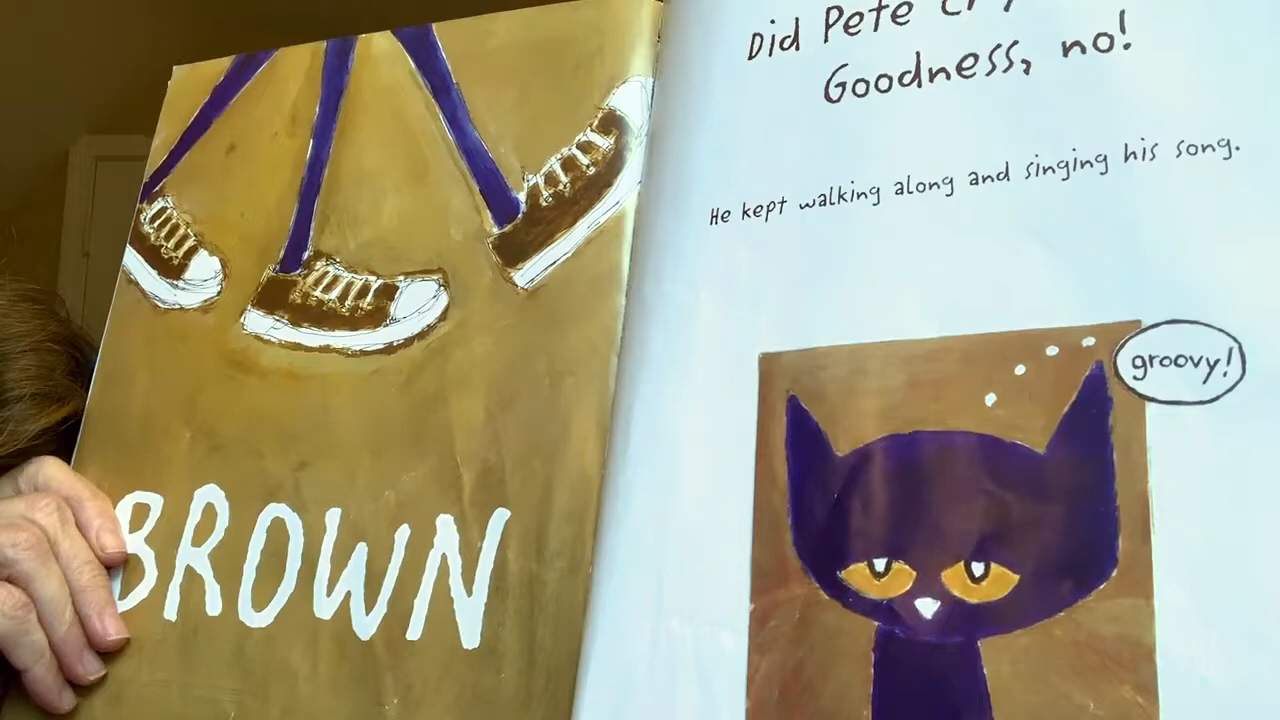 BROWN
Did Pete
Goodness, no!
He kept walking along and singing his song.
groovy!